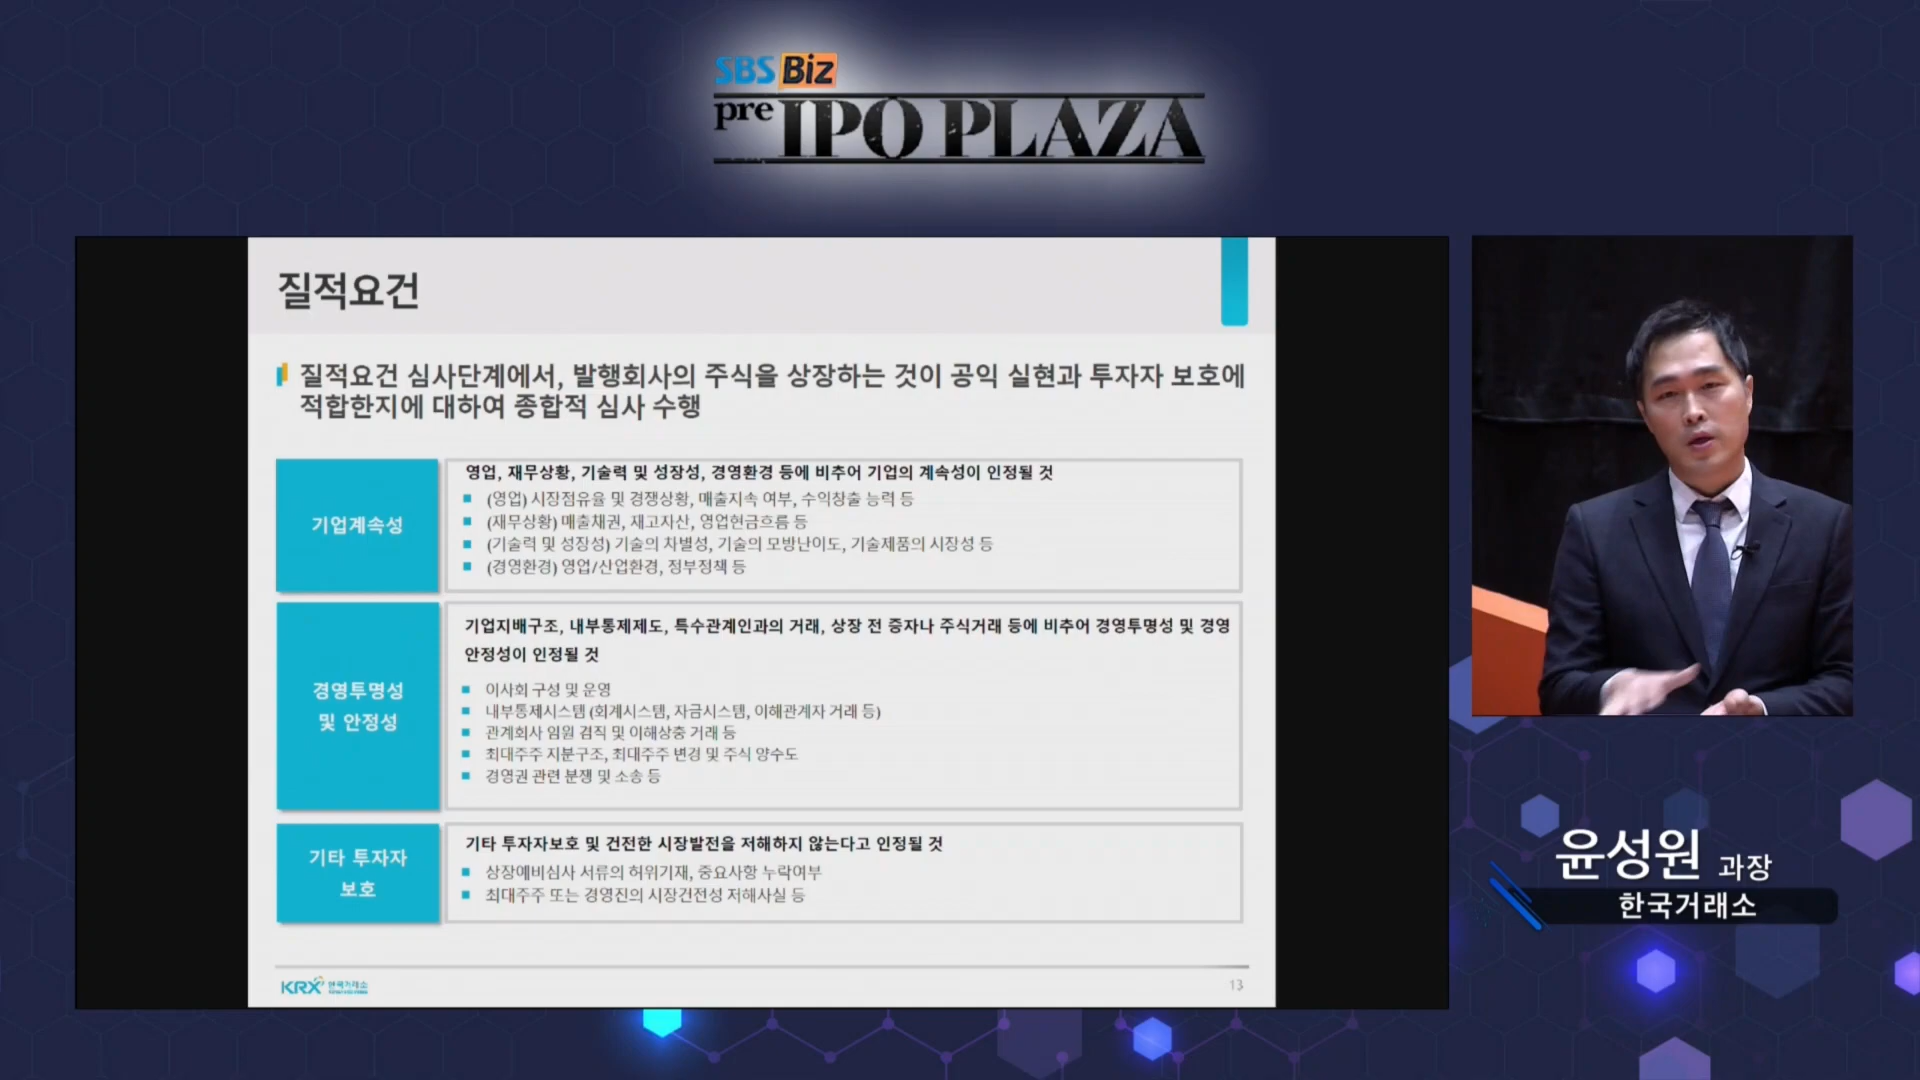 SBS Biz
pre IPO PLAZA
질적요건
질적요건 심사단계에서, 발행회사의 주식을 상장하는 것이 공익 실현과 투자자 보호에
적합한지에 대하여 종합적 심사 수행
기업계속성
영업, 재무상황, 기술력 및 성장성, 경영환경 등에 비추어 기업의 계속성이 인정될 것
(영업) 시장점유율 및 경쟁상황, 매출지속 여부, 수익창출 능력 등
(재무상황) 매출채권, 재고자산, 영업현금흐름 등
(기술력 및 성장성) 기술의 차별성, 기술의 모방난이도, 기술제품의 시장성 등
(경영환경) 영업/산업환경, 정부정책 등
경영투명성
및 안정성
기업지배구조, 내부통제제도, 특수관계인과의 거래, 상장 전 증자나 주식거래 등에 비추어 경영투명성 및 경영
안정성이 인정될 것
이사회 구성 및 운영
내부통제시스템 (회계시스템, 자금시스템, 이해관계자 거래 등)
관계회사 임원 겸직 및 이해상충 거래 등
최대주주 지분구조, 최대주주 변경 및 주식 양수도
경영권 관련 분쟁 및 소송 등
기타 투자자
보호
기타 투자자보호 및 건전한 시장발전을 저해하지 않는다고 인정될 것
상장예비심사 서류의 허위기재, 중요사항 누락여부
최대주주 또는 경영진의 시장건전성 저해사실 등
KRX 한국거래소
13
윤성원 과장
한국거래소